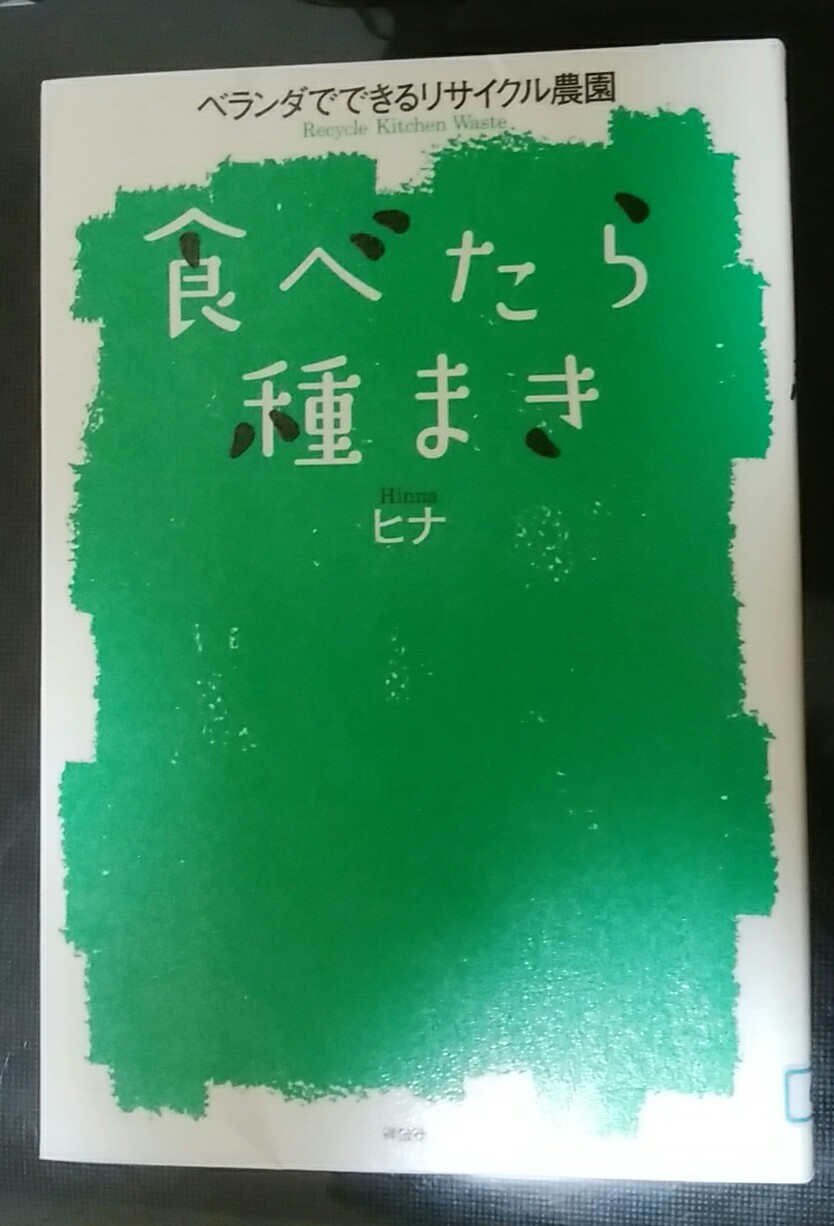 ベランダでできるリサイクル農園
Recycle Kitchen Waste
食べたら
種まき
Hinna
ヒナ